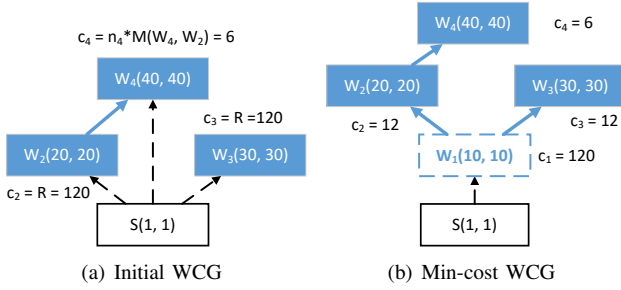 c₄ = n₄*M(W₄, W₂) = 6
W₄(40, 40)
c₃ = R =120
W₂(20, 20)
W₃(30, 30)
c₂ = R = 120
S(1, 1)
(a) Initial WCG
W₄(40, 40)
c₄ = 6
W₂(20, 20)
W₃(30, 30)
c₂ = 12
c₃ = 12
W₁(10, 10)
c₁ = 120
S(1, 1)
(b) Min-cost WCG